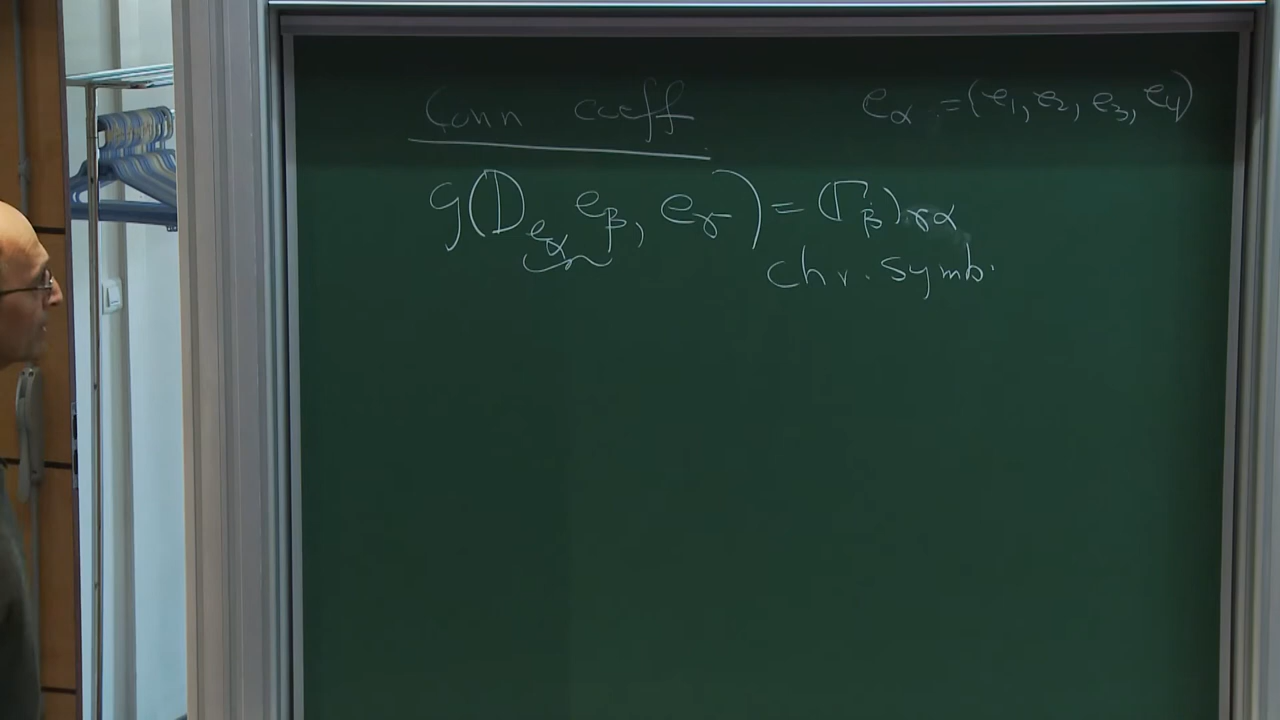 Conn coeff
e_α = (e_1, e_2, e_3, e_4)
g(D_{e_α} e_β, e_γ) = (Γ_β)_{γα}
chr. symb.